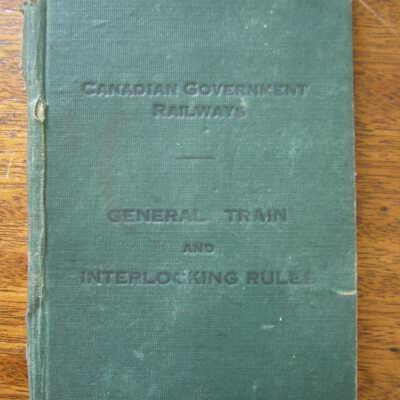 CANADIAN GOVERNMENT
RAILWAYS
GENERAL TRAIN
AND
INTERLOCKING RULES